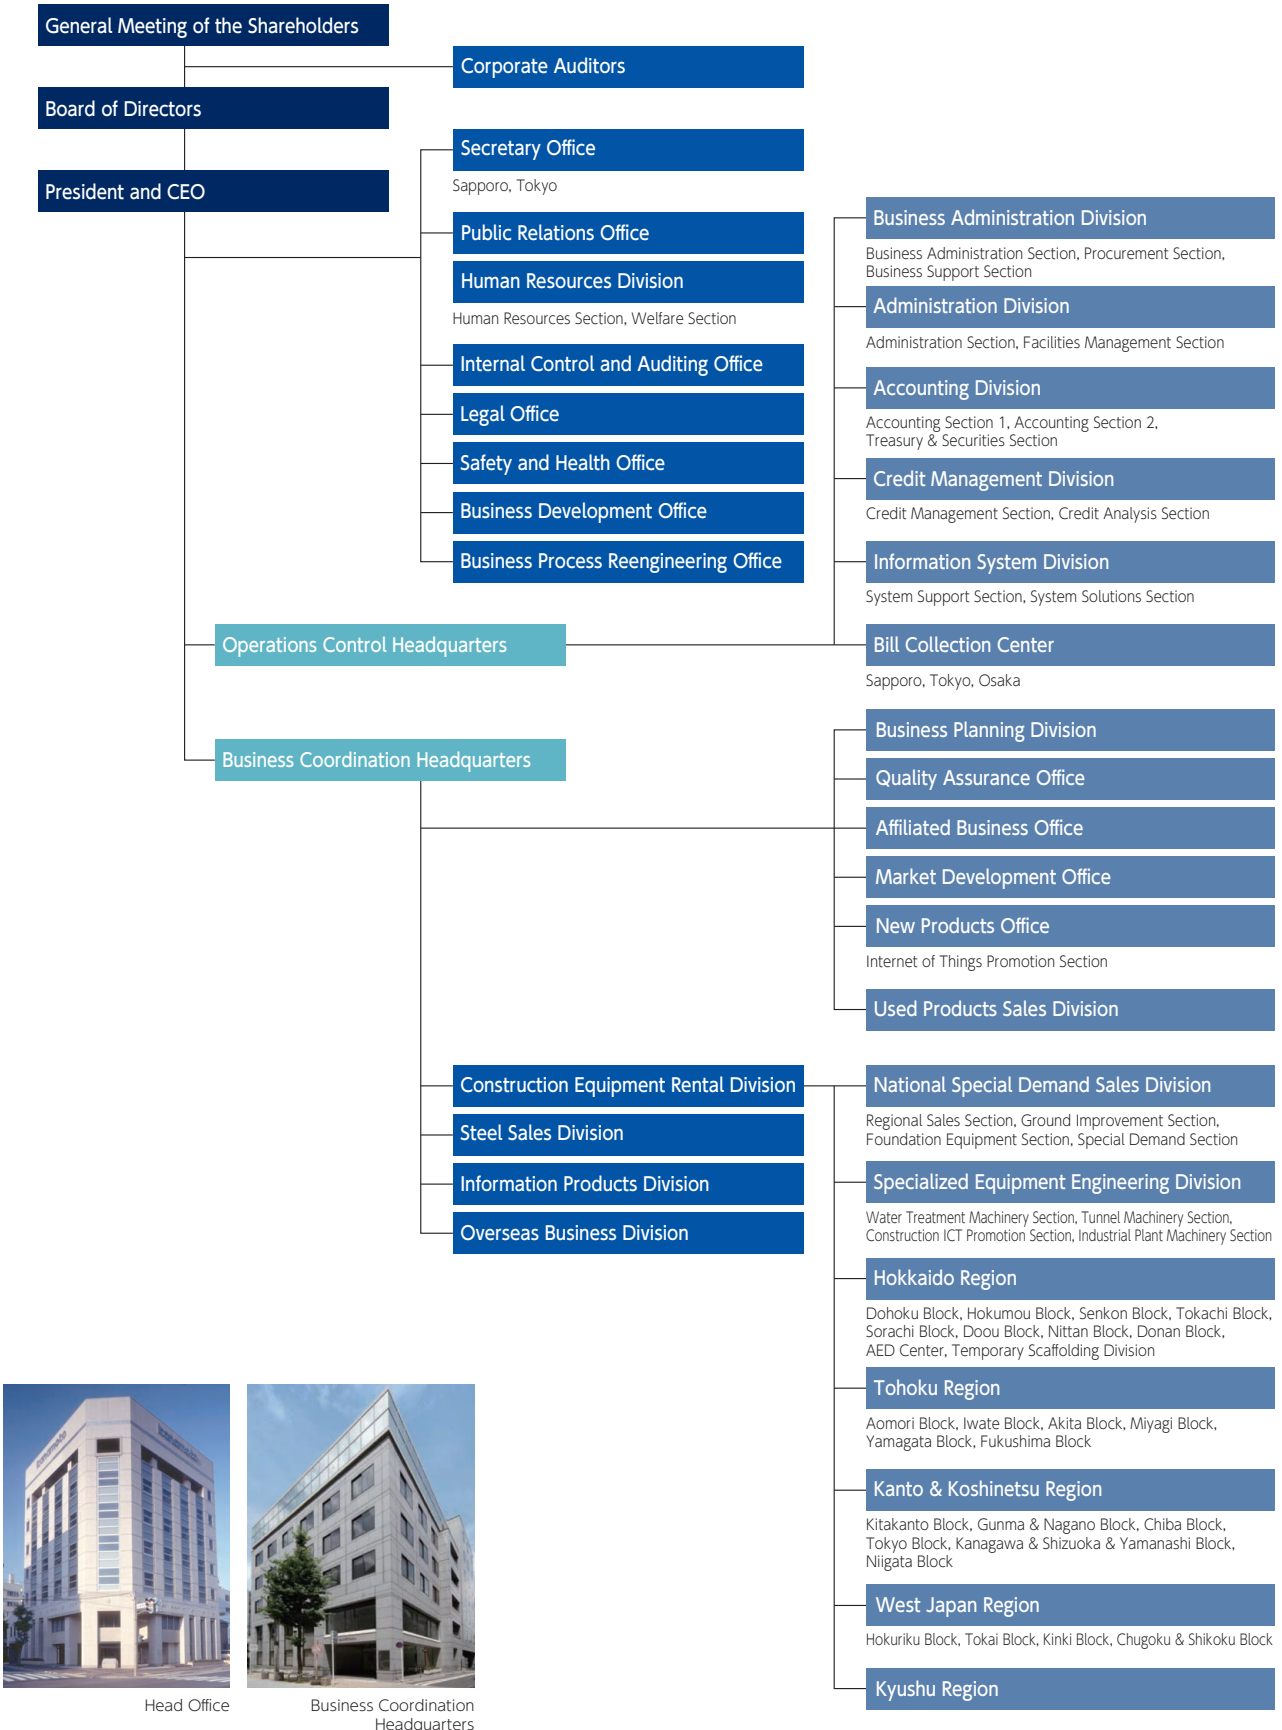 General Meeting of the Shareholders
Corporate Auditors
Board of Directors
President and CEO
Secretary Office
Sapporo, Tokyo
Public Relations Office
Human Resources Division
Human Resources Section, Welfare Section
Internal Control and Auditing Office
Legal Office
Safety and Health Office
Business Development Office
Business Process Reengineering Office
Operations Control Headquarters
Business Administration Division
Business Administration Section, Procurement Section,
Business Support Section
Administration Division
Administration Section, Facilities Management Section
Accounting Division
Accounting Section 1, Accounting Section 2,
Treasury & Securities Section
Credit Management Division
Credit Management Section, Credit Analysis Section
Information System Division
System Support Section, System Solutions Section
Bill Collection Center
Sapporo, Tokyo, Osaka
Business Coordination Headquarters
Business Planning Division
Quality Assurance Office
Affiliated Business Office
Market Development Office
New Products Office
Internet of Things Promotion Section
Used Products Sales Division
Construction Equipment Rental Division
Steel Sales Division
Information Products Division
Overseas Business Division
National Special Demand Sales Division
Regional Sales Section, Ground Improvement Section,
Foundation Equipment Section, Special Demand Section
Specialized Equipment Engineering Division
Water Treatment Machinery Section, Tunnel Machinery Section,
Construction ICT Promotion Section, Industrial Plant Machinery Section
Hokkaido Region
Dohoku Block, Hokumou Block, Senkon Block, Tokachi Block,
Sorachi Block, Doou Block, Nittan Block, Donan Block,
AED Center, Temporary Scaffolding Division
Tohoku Region
Aomori Block, Iwate Block, Akita Block, Miyagi Block,
Yamagata Block, Fukushima Block
Kanto & Koshinetsu Region
Kitakanto Block, Gunma & Nagano Block, Chiba Block,
Tokyo Block, Kanagawa & Shizuoka & Yamanashi Block,
Niigata Block
West Japan Region
Hokuriku Block, Tokai Block, Kinki Block, Chugoku & Shikoku Block
Kyushu Region
Head Office
Business Coordination
Headquarters